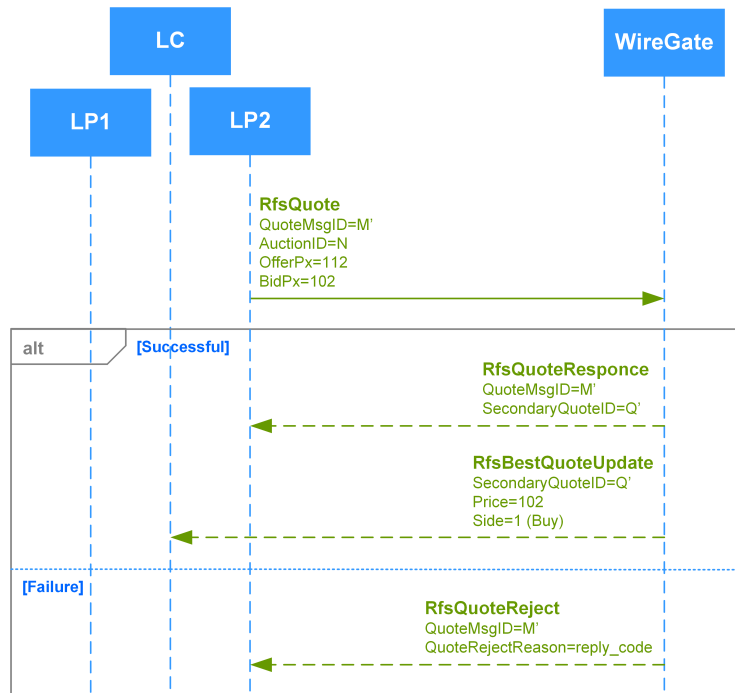 LC
WireGate
LP1
LP2
RfsQuote
QuoteMsgID=M’
AuctionID=N
OfferPx=112
BidPx=102
alt
[Successful]
RfsQuoteResponce
QuoteMsgID=M’
SecondaryQuoteID=Q’
RfsBestQuoteUpdate
SecondaryQuoteID=Q’
Price=102
Side=1 (Buy)
[Failure]
RfsQuoteReject
QuoteMsgID=M’
QuoteRejectReason=reply_code